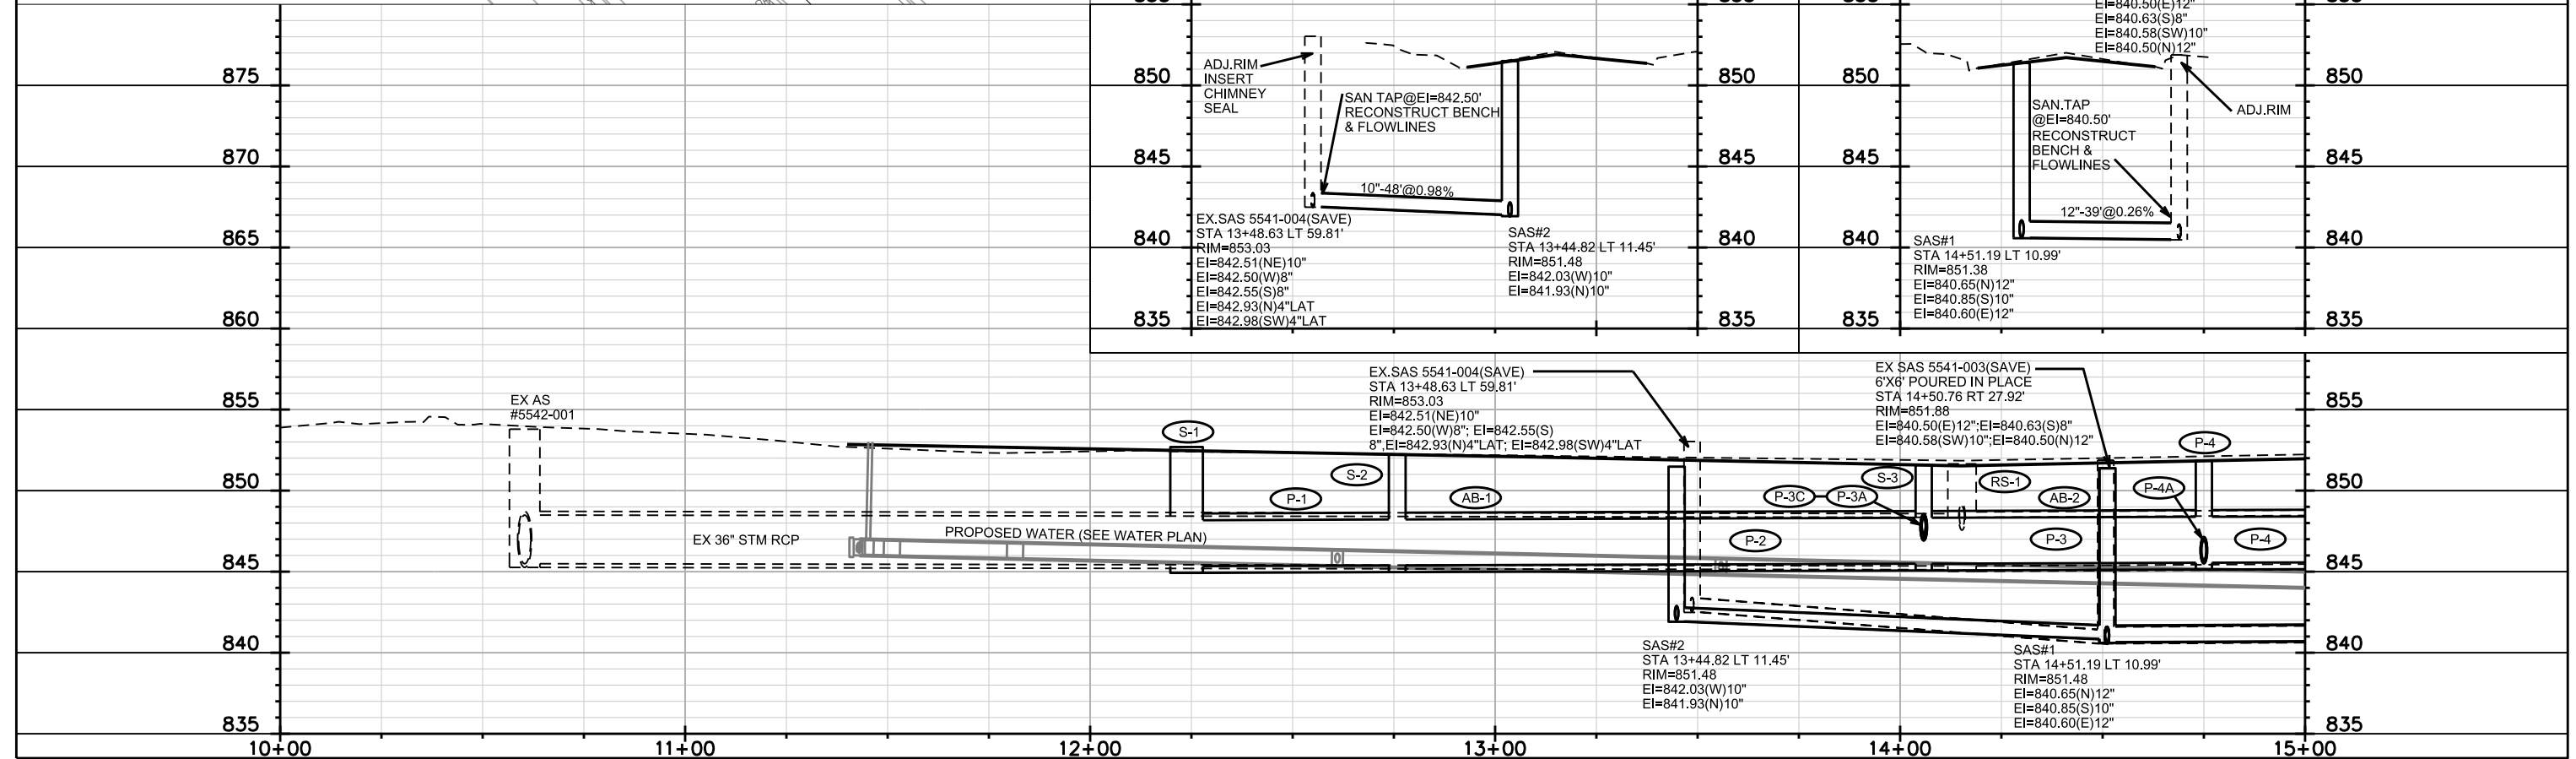 EI=840.50(E)12"
EI=840.63(S)8"
EI=840.58(SW)10"
EI=840.50(N)12"
875
870
865
860
855
850
845
840
835
850
845
840
835
ADJ.RIM
INSERT
CHIMNEY
SEAL
SAN TAP@EI=842.50'
RECONSTRUCT BENCH
& FLOWLINES
10"-48'@0.98%
EX.SAS 5541-004(SAVE)
STA 13+48.63 LT 59.81'
RIM=853.03
EI=842.51(NE)10"
EI=842.50(W)8"
EI=842.55(S)8"
EI=842.93(N)4"LAT
EI=842.98(SW)4"LAT
SAS#2
STA 13+44.82 LT 11.45'
RIM=851.48
EI=842.03(W)10"
EI=841.93(N)10"
850
845
840
835
850
845
840
835
SAN.TAP
@EI=840.50'
RECONSTRUCT
BENCH &
FLOWLINES
ADJ.RIM
12"-39'@0.26%
SAS#1
STA 14+51.19 LT 10.99'
RIM=851.38
EI=840.65(N)12"
EI=840.85(S)10"
EI=840.60(E)12"
850
845
840
835
EX AS
#5542-001
EX 36" STM RCP
PROPOSED WATER (SEE WATER PLAN)
S-1
P-1
S-2
AB-1
EX.SAS 5541-004(SAVE)
STA 13+48.63 LT 59.81'
RIM=853.03
EI=842.51(NE)10"
EI=842.50(W)8"; EI=842.55(S)
8",EI=842.93(N)4"LAT; EI=842.98(SW)4"LAT
EX SAS 5541-003(SAVE)
6'X6' POURED IN PLACE
STA 14+50.76 RT 27.92'
RIM=851.88
EI=840.50(E)12";EI=840.63(S)8"
EI=840.58(SW)10";EI=840.50(N)12"
P-4
P-3C
P-3A
S-3
RS-1
AB-2
P-4A
P-2
P-3
P-4
SAS#2
STA 13+44.82 LT 11.45'
RIM=851.48
EI=842.03(W)10"
EI=841.93(N)10"
SAS#1
STA 14+51.19 LT 10.99'
RIM=851.48
EI=840.65(N)12"
EI=840.85(S)10"
EI=840.60(E)12"
855
850
845
840
835
10+00
11+00
12+00
13+00
14+00
15+00